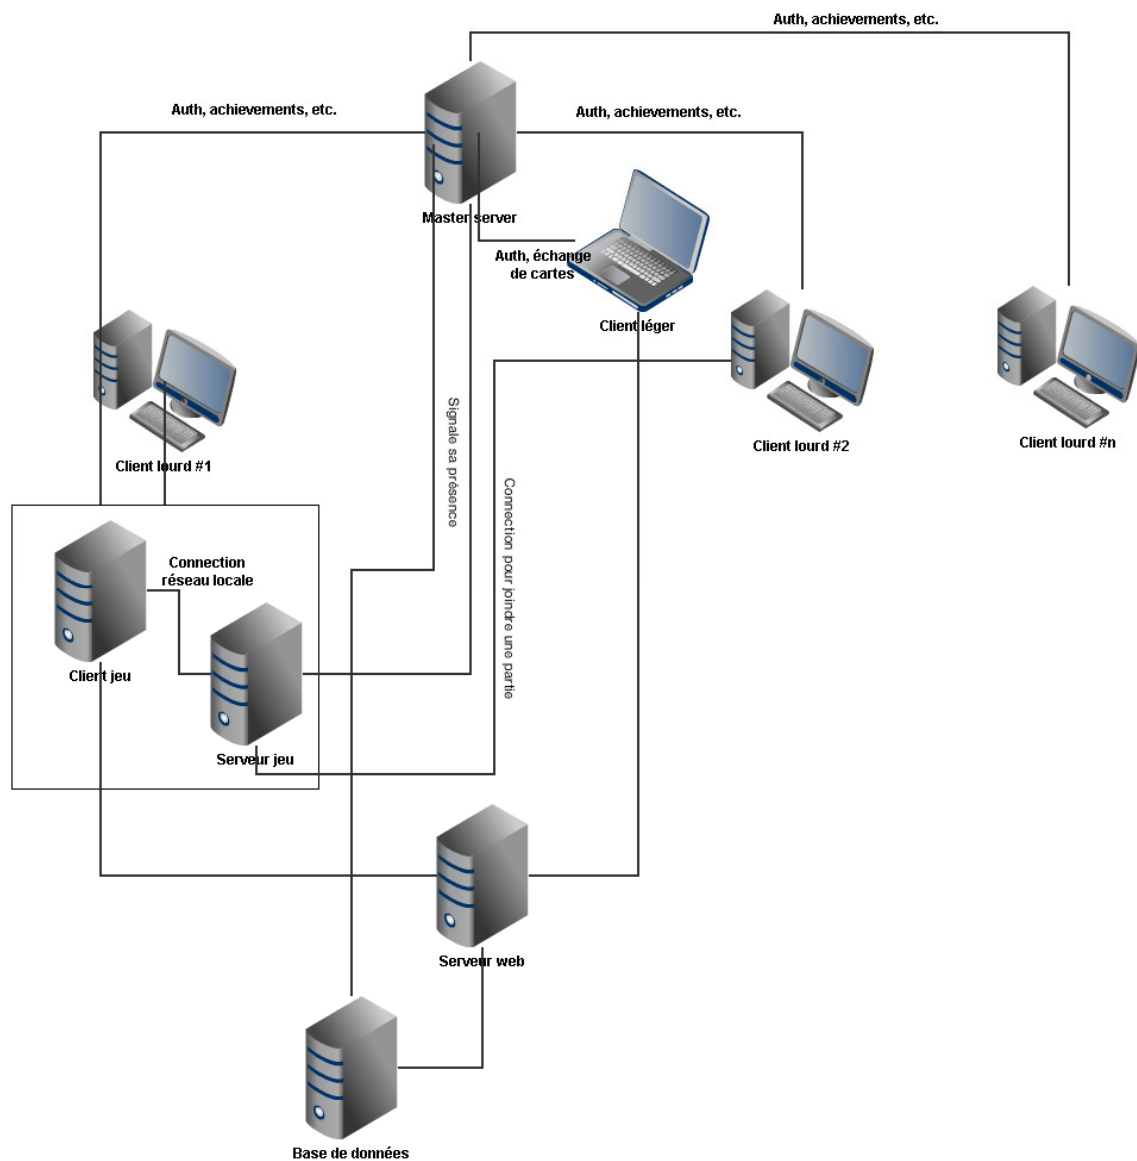 Auth, achievements, etc.
Auth, achievements, etc.
Auth, achievements, etc.
Master server
Auth, échange
de cartes
Client léger
Client lourd #1
Client lourd #2
Client lourd #n
Signale sa présence
Connection pour joindre une partie
Connection
réseau locale
Client jeu
Serveur jeu
Serveur web
Base de données